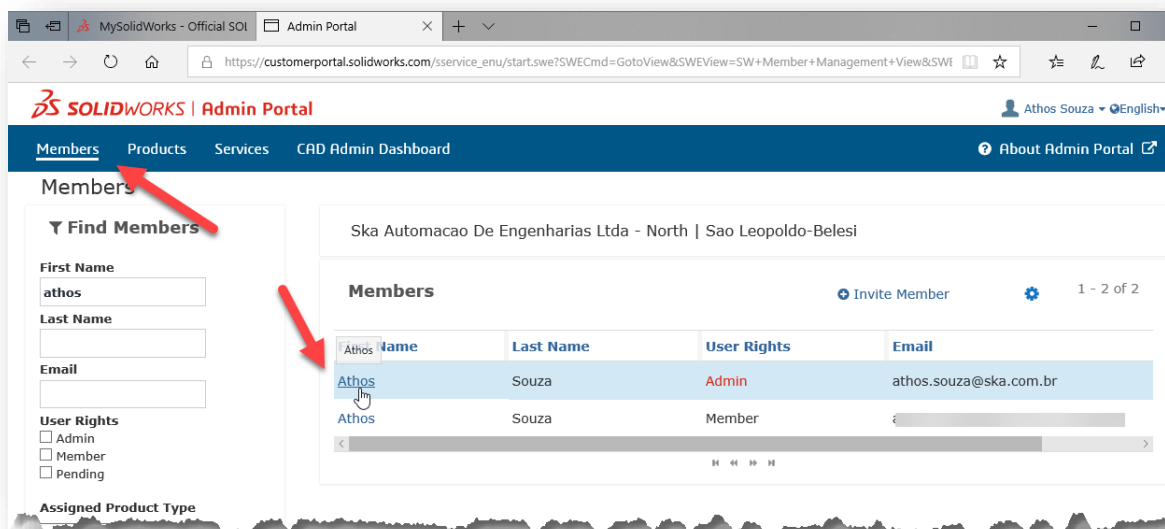 MySolidWorks - Official SOL
Admin Portal
https://customerportal.solidworks.com/sservice_enu/start.swe?SWECmd=GotoView&SWEView=SW+Member+Management+View&SWE
SOLIDWORKS | Admin Portal
Athos Souza English
Members Products Services CAD Admin Dashboard About Admin Portal
Members
Find Members
First Name
athos
Last Name
Email
User Rights
Admin
Member
Pending
Assigned Product Type
Ska Automacao De Engenharias Ltda - North | Sao Leopoldo-Belesi
Members Invite Member 1 - 2 of 2
Name Last Name User Rights Email
Athos
Athos Souza Admin athos.souza@ska.com.br
Athos Souza Member